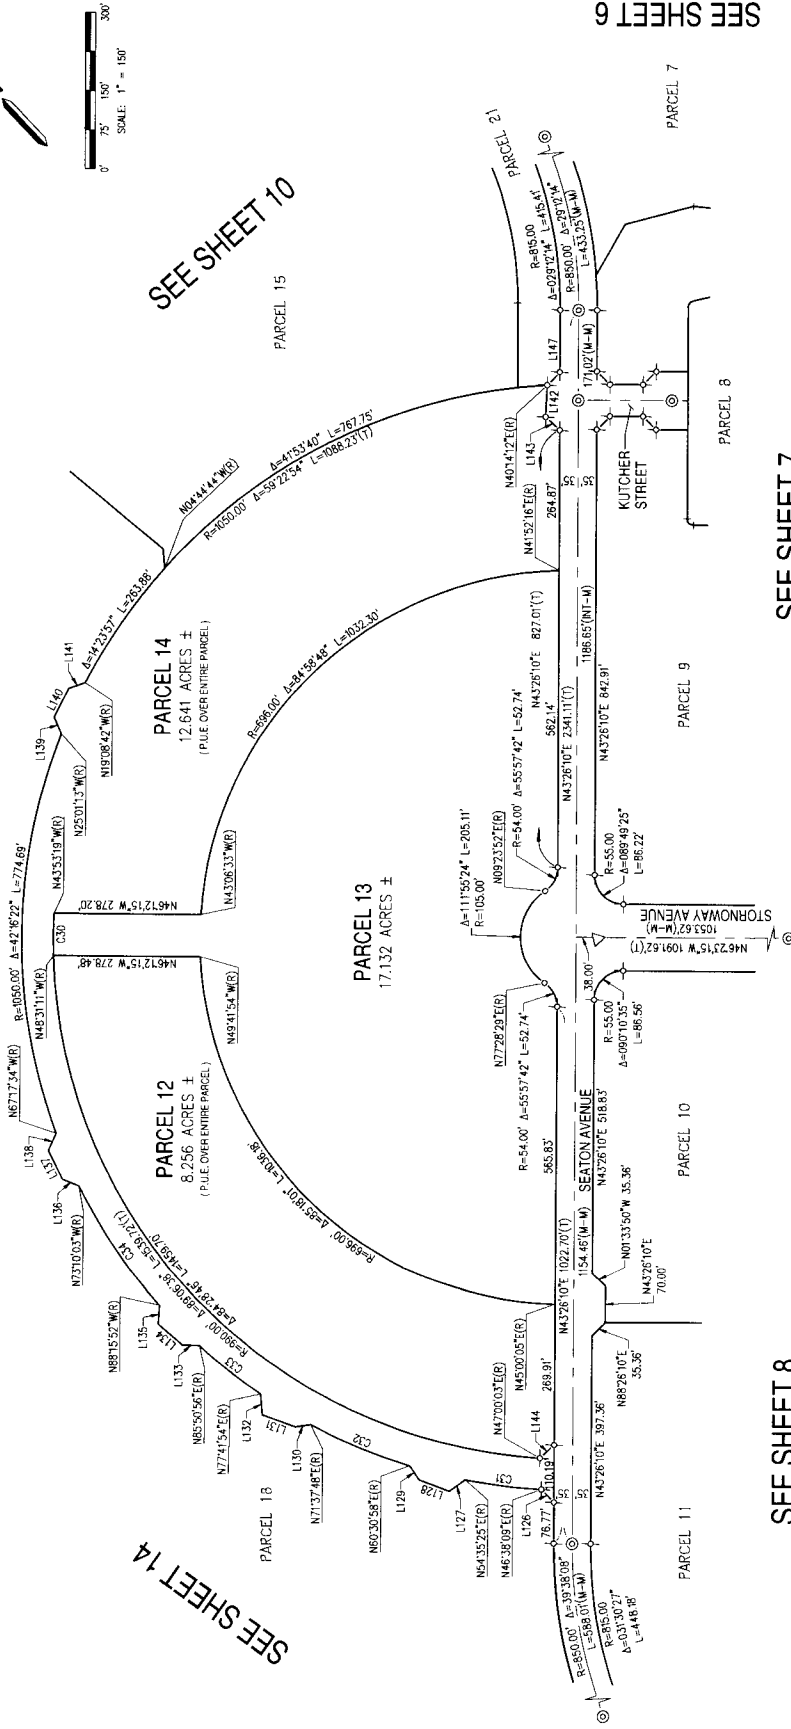 SEE SHEET 6
0' 75' 150' 300'
SCALE: 1" = 150'
SEE SHEET 10
PARCEL 15
PARCEL 21
PARCEL 7
R=815.00
Δ=029°12'14" L=415.41'
R=850.00' Δ=29°12'14"
L=433.25'(M-M)
L147
L142
L143
171.02'(M-M)
KUTCHER
STREET
PARCEL 8
N40°14'12"E(R)
Δ=41°53'40" L=767.75'
R=1050.00' Δ=59°22'54" L=1088.23'(T)
N04°44'44"W(R)
Δ=14°23'57" L=263.88'
L141
L140
L139
N19°08'42"W(R)
N25°01'13"W(R)
PARCEL 14
12.641 ACRES ±
( P.U.E. OVER ENTIRE PARCEL )
R=696.00' Δ=84°58'48" L=1032.30'
N41°52'16"E(R)
264.87'
35'
35'
N43°26'10"E 827.01'(T)
562.14'
N43°26'10"E 2341.11'(T)
1186.65'(INT-M)
N43°26'10"E 842.91'
PARCEL 9
SEE SHEET 7
R=1050.00' Δ=42°16'22" L=774.69'
N43°53'19"W(R)
N46°12'15"W 278.20'
N43°06'33"W(R)
C30
N48°31'11"W(R)
N46°12'15"W 278.48'
N49°41'54"W(R)
PARCEL 13
17.132 ACRES ±
R=54.00' Δ=55°57'42" L=52.74'
N09°23'52"E(R)
Δ=111°55'24" L=205.11'
R=105.00'
N77°28'29"E(R)
R=54.00' Δ=55°57'42" L=52.74'
R=55.00
Δ=089°49'25"
L=86.22'
STORNOWAY AVENUE
1053.62'(M-M)
N46°23'15"W 1091.62'(T)
38.00'
R=55.00
Δ=090°10'35"
L=86.56'
N67°17'34"W(R)
L138
L137
L136
N73°10'03"W(R)
PARCEL 12
8.256 ACRES ±
( P.U.E. OVER ENTIRE PARCEL )
R=696.00' Δ=85°18'01" L=1036.18'
R=990.00' Δ=89°06'38" L=1539.72'(T)
Δ=84°28'46" L=1459.70'
C34
N88°15'52"W(R)
L135
L134
L133
N85°50'56"E(R)
C33
N77°41'54"E(R)
L132
L131
L130
N71°37'48"E(R)
C32
N60°30'58"E(R)
L129
L128
L127
N54°35'25"E(R)
C31
N46°38'09"E(R)
L126
N47°00'03"E(R)
L144
110.19'
76.77'
N45°00'05"E(R)
269.91'
565.83'
N43°26'10"E 1022.70'(T)
1154.46'(M-M)
SEATON AVENUE
N43°26'10"E 518.83'
PARCEL 10
N01°33'50"W 35.36'
N43°26'10"E
70.00'
N88°26'10"E
35.36'
N43°26'10"E 397.36'
35'
35'
PARCEL 11
R=850.00' Δ=39°38'08"
L=588.01'(M-M)
R=815.00
Δ=031°30'27"
L=448.18'
PARCEL 18
SEE SHEET 14
SEE SHEET 8